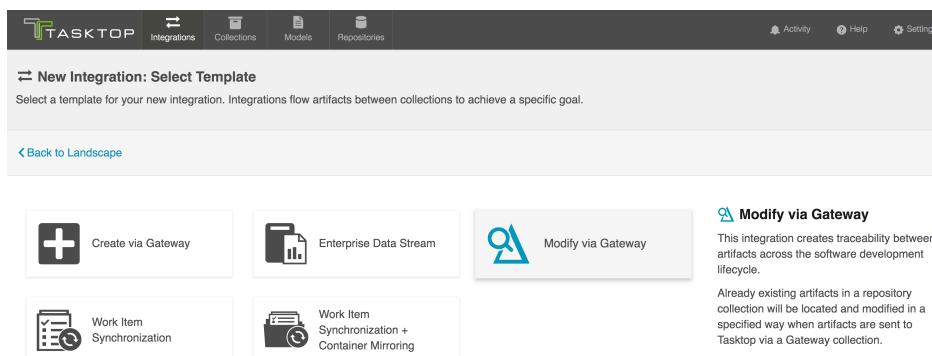 TASKTOP
Integrations
Collections
Models
Repositories
Activity
Help
Setting
New Integration: Select Template
Select a template for your new integration. Integrations flow artifacts between collections to achieve a specific goal.
Back to Landscape
Create via Gateway
Enterprise Data Stream
Modify via Gateway
Work Item
Synchronization
Work Item
Synchronization +
Container Mirroring
Modify via Gateway
This integration creates traceability between
artifacts across the software development
lifecycle.
Already existing artifacts in a repository
collection will be located and modified in a
specified way when artifacts are sent to
Tasktop via a Gateway collection.